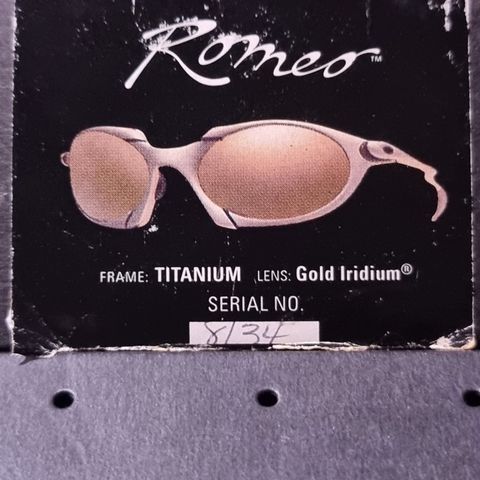 Romeo™
FRAME: TITANIUM LENS: Gold Iridium®
SERIAL NO.
8134